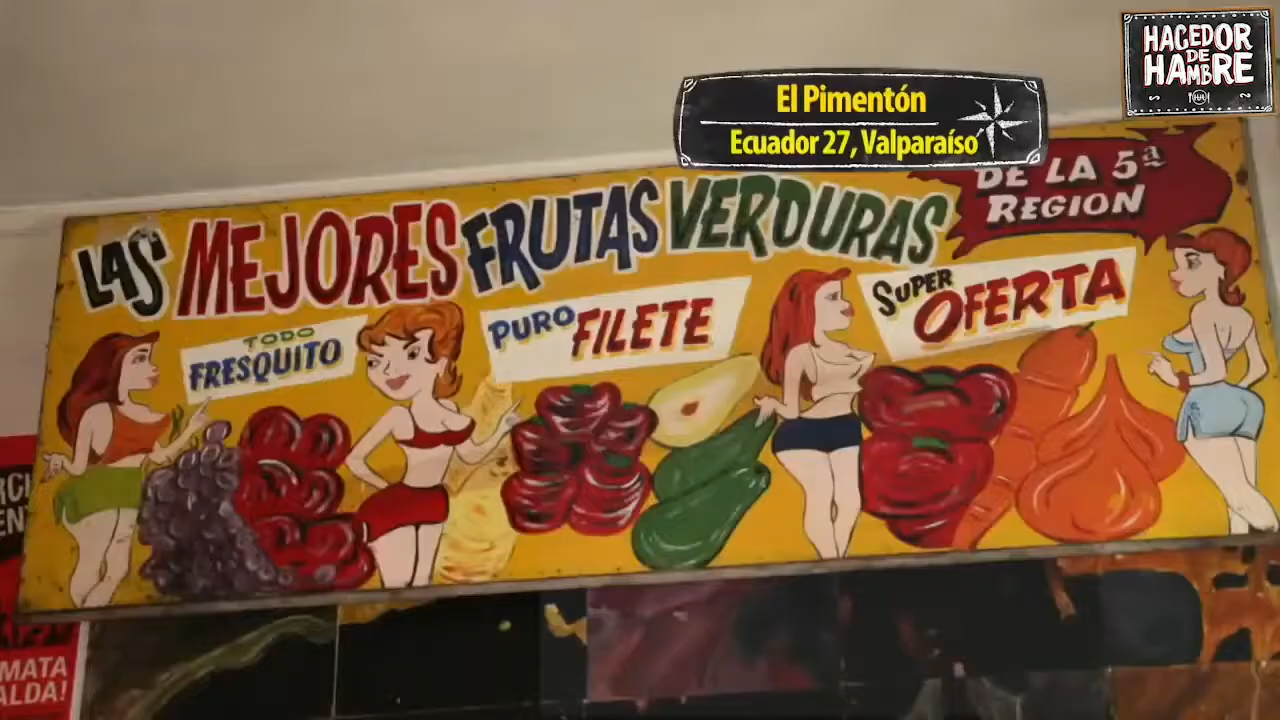 HACEDOR
DE
HAMBRE
El Pimentón
Ecuador 27, Valparaíso
LAS MEJORES FRUTAS VERDURAS
DE LA 5ª
REGION
TODO
FRESQUITO
PURO FILETE
SUPER
OFERTA
MATA
ALDA!